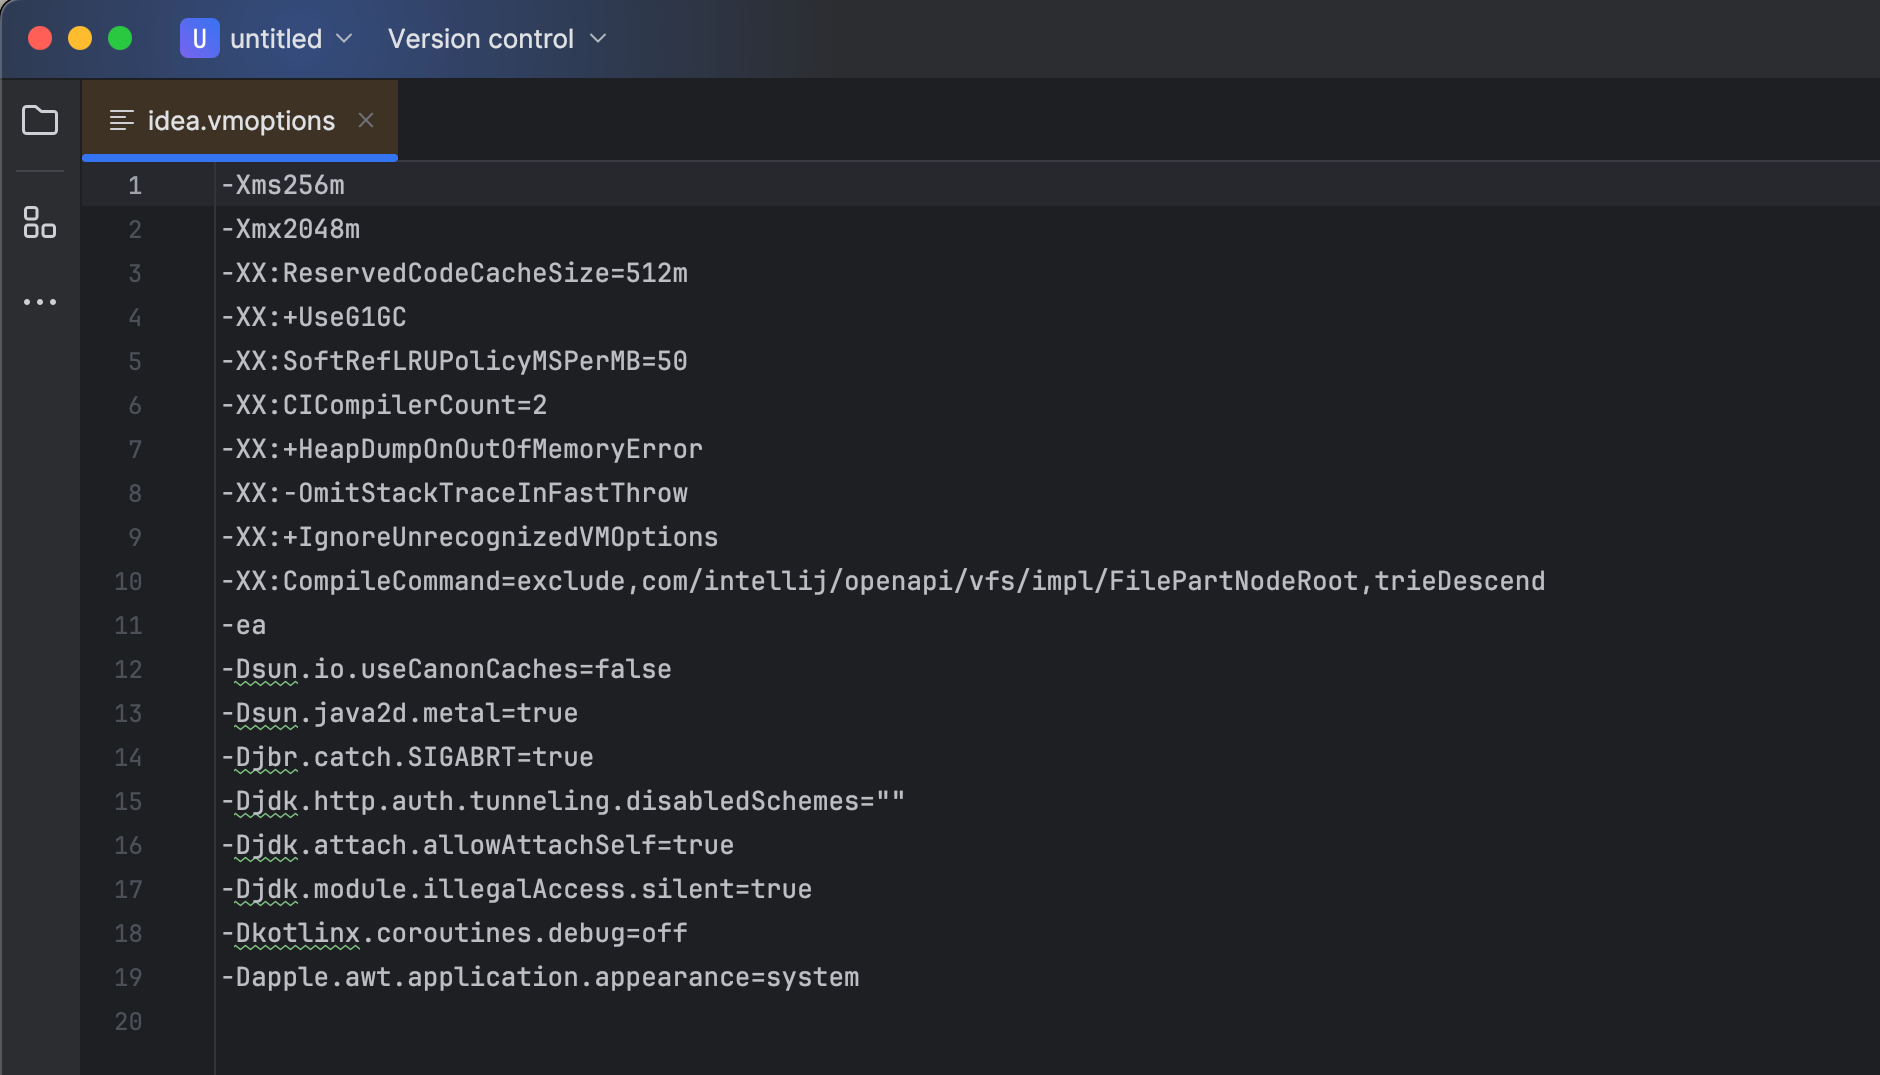 U untitled Version control
idea.vmoptions
1 -Xms256m
2 -Xmx2048m
3 -XX:ReservedCodeCacheSize=512m
4 -XX:+UseG1GC
5 -XX:SoftRefLRUPolicyMSPerMB=50
6 -XX:CICompilerCount=2
7 -XX:+HeapDumpOnOutOfMemoryError
8 -XX:-OmitStackTraceInFastThrow
9 -XX:+IgnoreUnrecognizedVMOptions
10 -XX:CompileCommand=exclude,com/intellij/openapi/vfs/impl/FilePartNodeRoot,trieDescend
11 -ea
12 -Dsun.io.useCanonCaches=false
13 -Dsun.java2d.metal=true
14 -Djbr.catch.SIGABRT=true
15 -Djdk.http.auth.tunneling.disabledSchemes=""
16 -Djdk.attach.allowAttachSelf=true
17 -Djdk.module.illegalAccess.silent=true
18 -Dkotlinx.coroutines.debug=off
19 -Dapple.awt.application.appearance=system
20